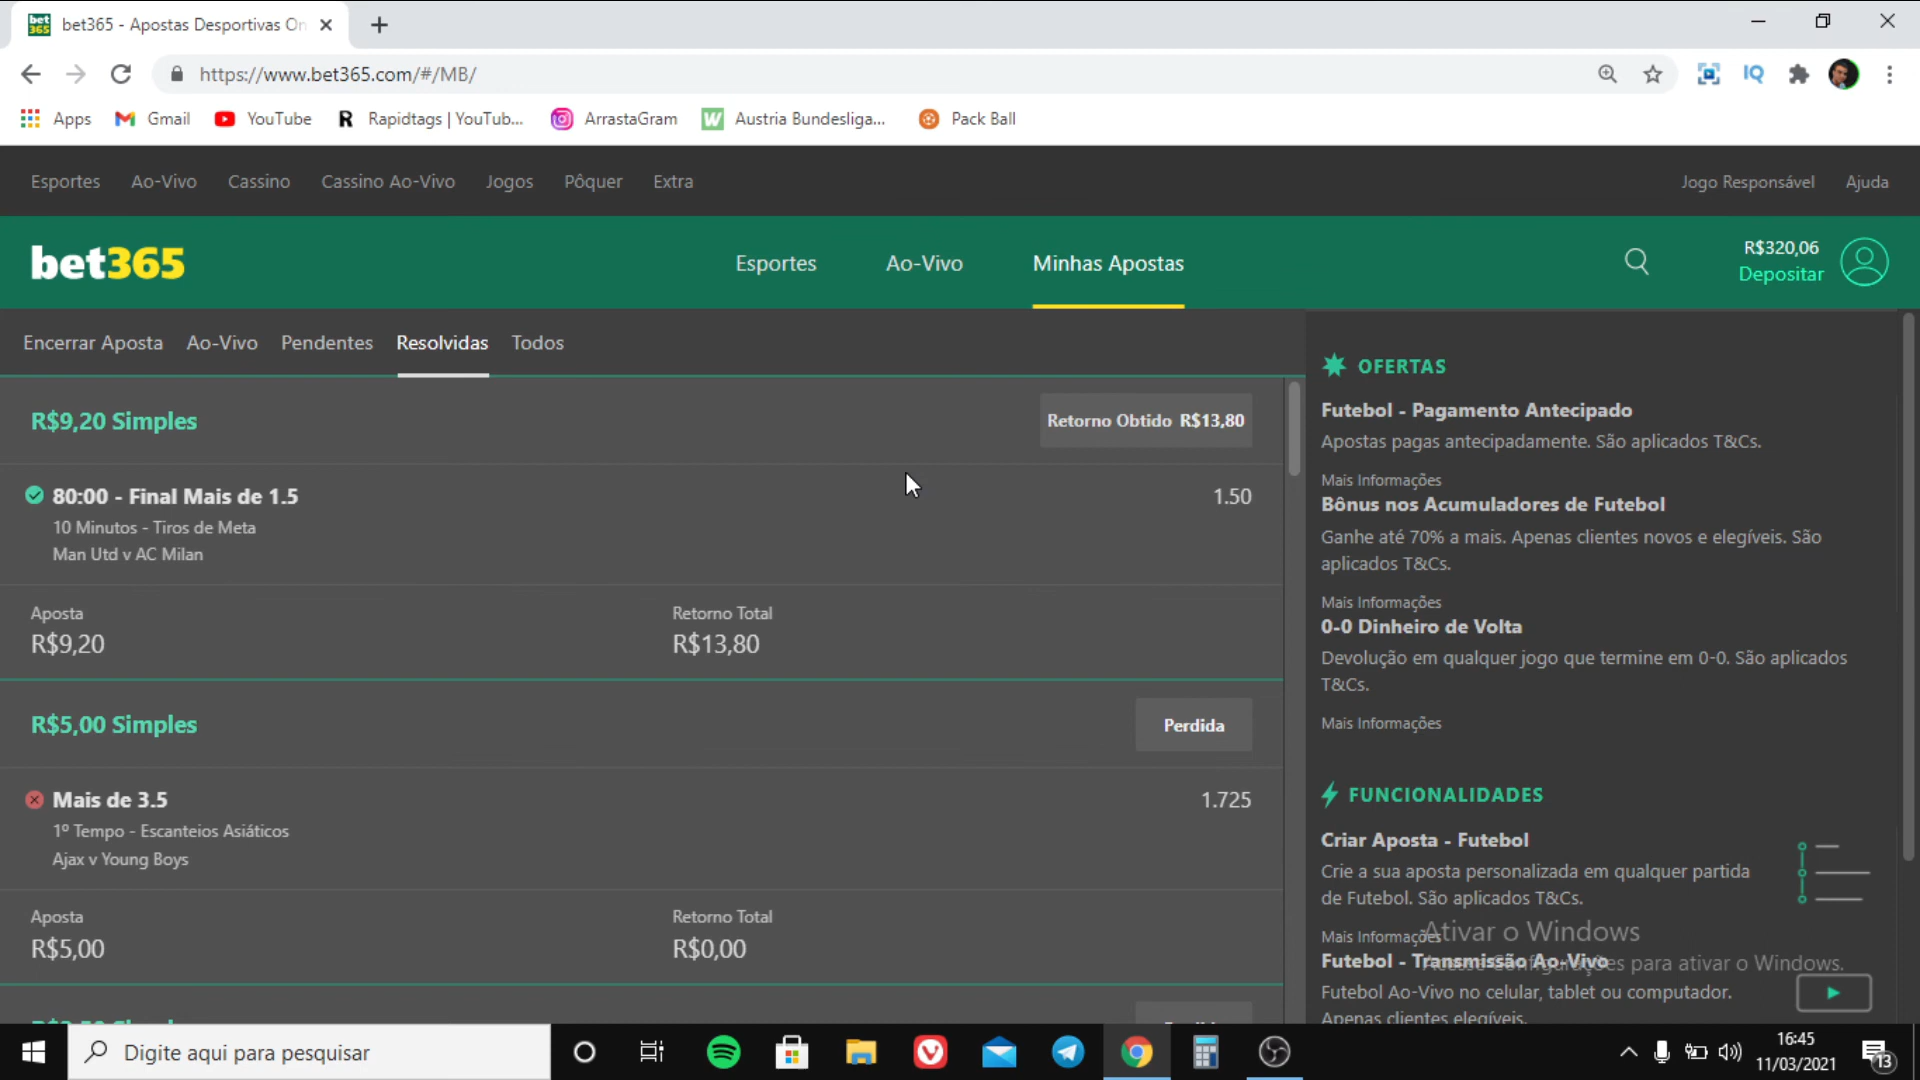 bet365 - Apostas Desportivas On
https://www.bet365.com/#/MB/
Apps Gmail YouTube Rapidtags | YouTub... ArrastaGram Austria Bundesliga... Pack Ball
Esportes Ao-Vivo Cassino Cassino Ao-Vivo Jogos Pôquer Extra Jogo Responsável Ajuda
bet365 Esportes Ao-Vivo Minhas Apostas R$320,06
Depositar
Encerrar Aposta Ao-Vivo Pendentes Resolvidas Todos
R$9,20 Simples Retorno Obtido R$13,80
80:00 - Final Mais de 1.5 1.50
10 Minutos - Tiros de Meta
Man Utd v AC Milan
Aposta Retorno Total
R$9,20 R$13,80
R$5,00 Simples Perdida
Mais de 3.5 1.725
1º Tempo - Escanteios Asiáticos
Ajax v Young Boys
Aposta Retorno Total
R$5,00 R$0,00
OFERTAS
Futebol - Pagamento Antecipado
Apostas pagas antecipadamente. São aplicados T&Cs.
Mais Informações
Bônus nos Acumuladores de Futebol
Ganhe até 70% a mais. Apenas clientes novos e elegíveis. São
aplicados T&Cs.
Mais Informações
0-0 Dinheiro de Volta
Devolução em qualquer jogo que termine em 0-0. São aplicados
T&Cs.
Mais Informações
FUNCIONALIDADES
Criar Aposta - Futebol
Crie a sua aposta personalizada em qualquer partida
de Futebol. São aplicados T&Cs.
Mais Informações
Ativar o Windows
Futebol - Transmissão Ao-Vivo
Acesse Configurações para ativar o Windows.
Futebol Ao-Vivo no celular, tablet ou computador.
Apenas clientes elegíveis.
Digite aqui para pesquisar
16:45
11/03/2021
13